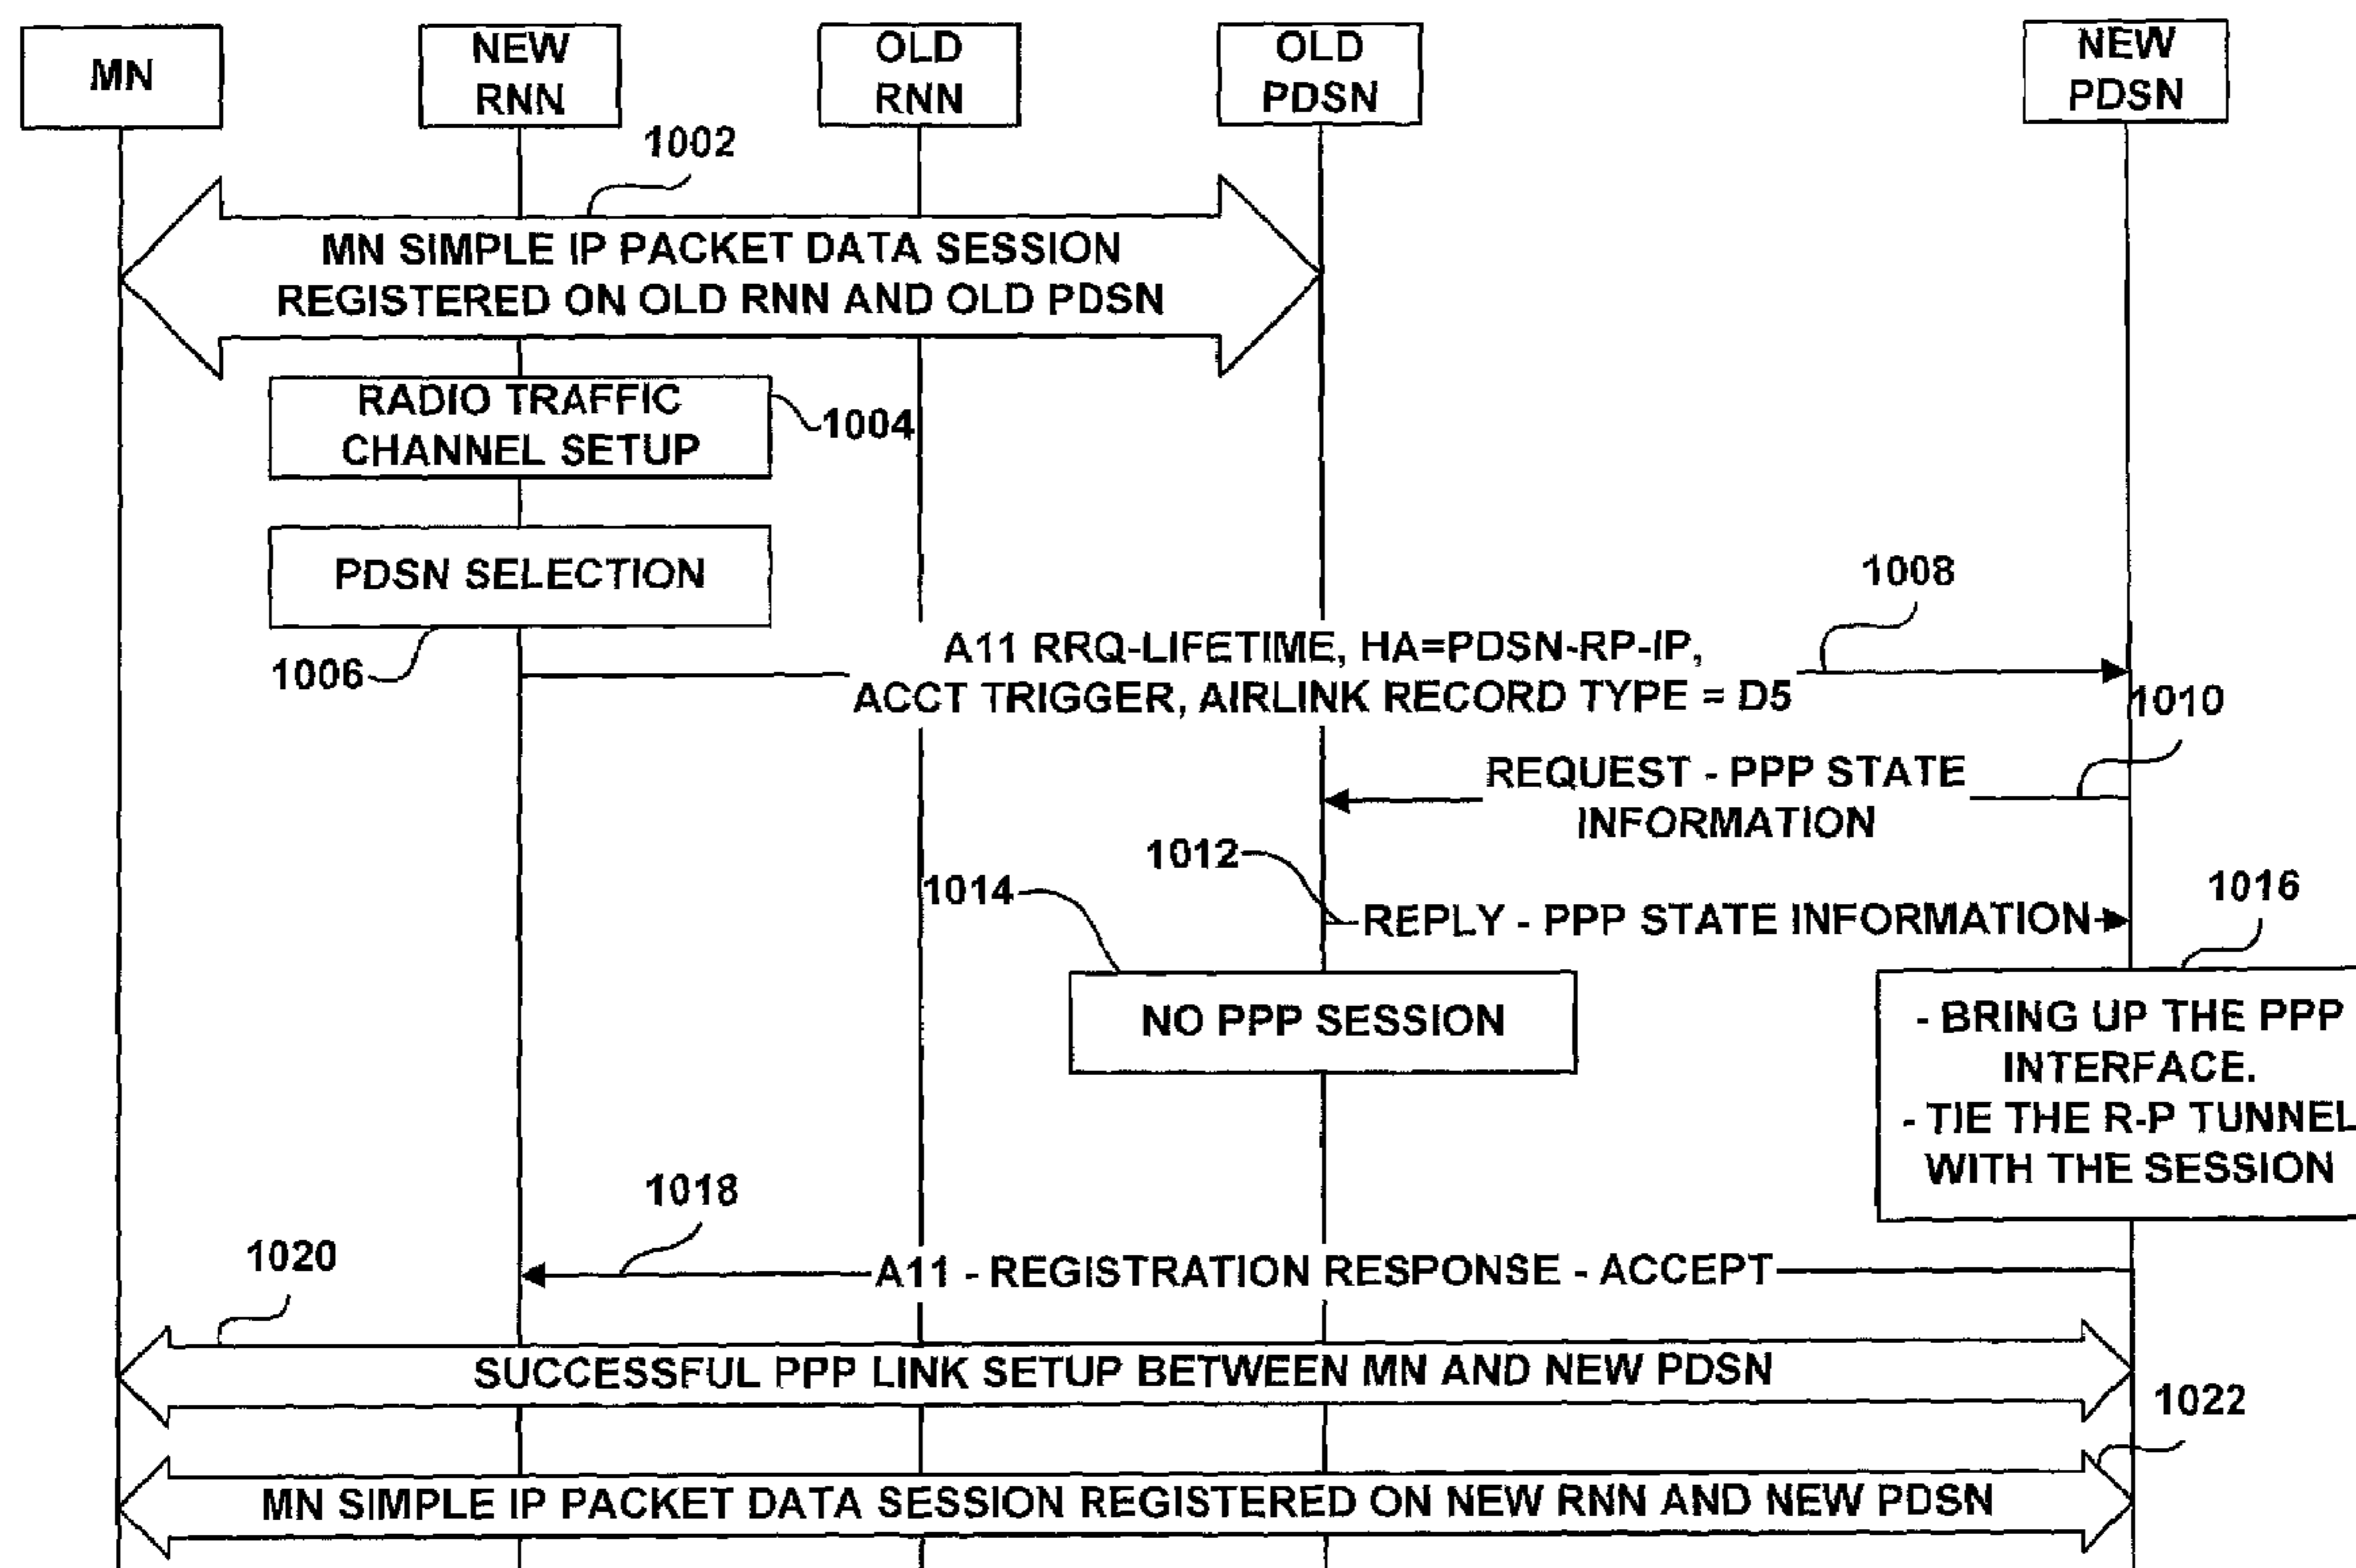 MN
NEW
RNN
OLD
RNN
OLD
PDSN
NEW
PDSN
1002
MN SIMPLE IP PACKET DATA SESSION
REGISTERED ON OLD RNN AND OLD PDSN
RADIO TRAFFIC
CHANNEL SETUP
1004
PDSN SELECTION
1006
1008
A11 RRQ-LIFETIME, HA=PDSN-RP-IP,
ACCT TRIGGER, AIRLINK RECORD TYPE = D5
1010
REQUEST - PPP STATE
INFORMATION
1012
1014
REPLY - PPP STATE INFORMATION
1016
NO PPP SESSION
- BRING UP THE PPP
INTERFACE.
- TIE THE R-P TUNNEL
WITH THE SESSION
1018
A11 - REGISTRATION RESPONSE - ACCEPT
1020
SUCCESSFUL PPP LINK SETUP BETWEEN MN AND NEW PDSN
1022
MN SIMPLE IP PACKET DATA SESSION REGISTERED ON NEW RNN AND NEW PDSN